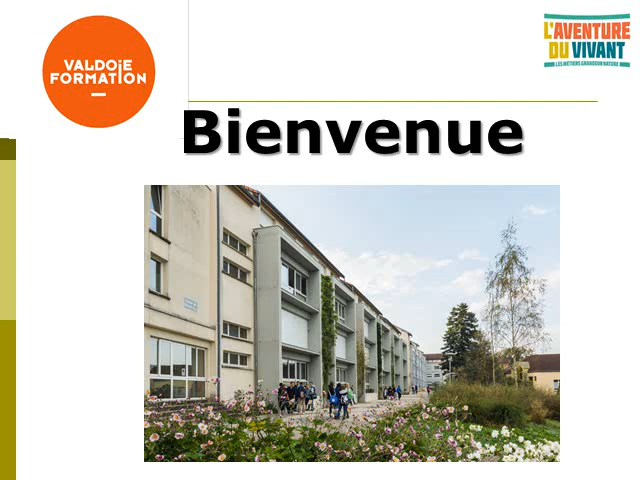 VALDOIE
FORMATION
L'AVENTURE
DU VIVANT
LES MÉTIERS GRANDEUR NATURE
Bienvenue